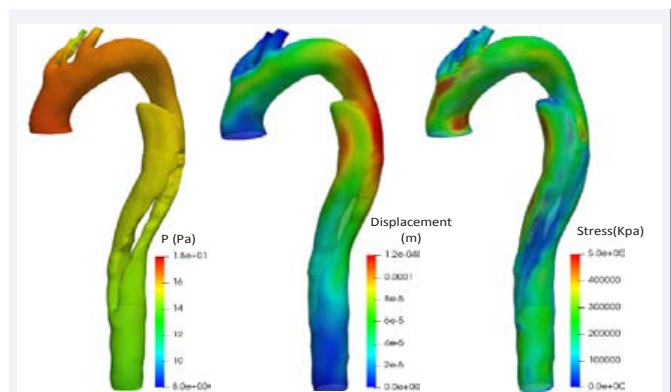 P (Pa)
1.8e+01
16
14
12
10
8.0e+00
Displacement
(m)
1.2e-04
0.0001
8e-5
6e-5
4e-5
2e-5
0.0e+00
Stress(Kpa)
5.0e+0
400000
300000
200000
100000
0.0e+0